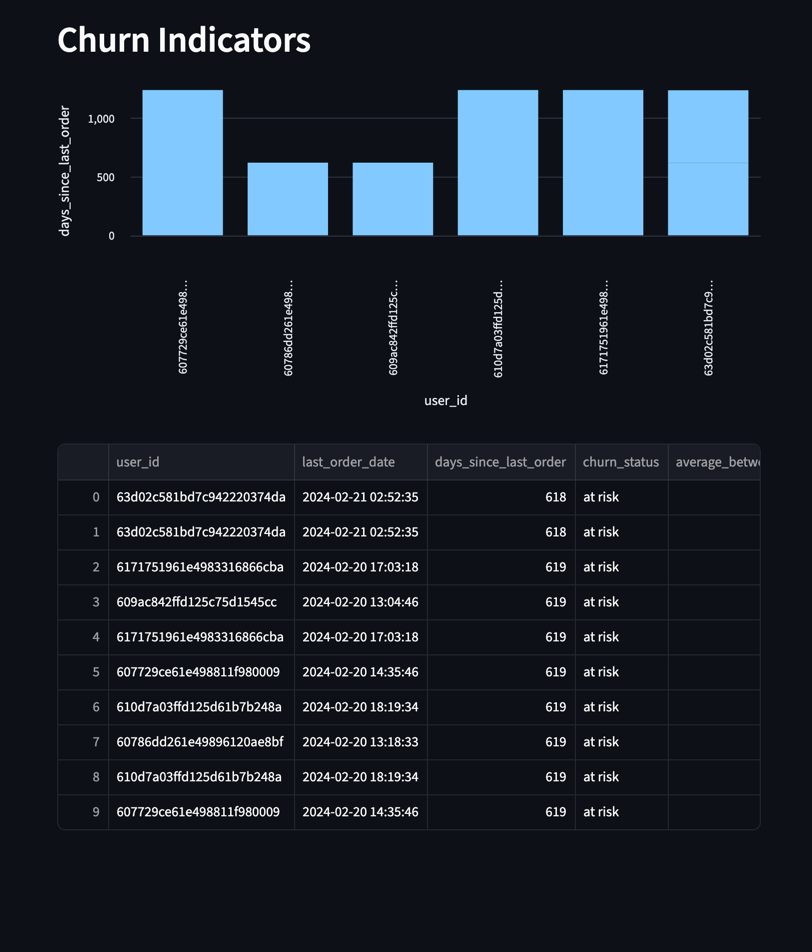 Churn Indicators
days_since_last_order
1,000
500
0
607729ce61e498…
60786dd261e498…
609ac842ffd125c…
610d7a03ffd125d…
6171751961e498…
63d02c581bd7c9…
user_id
user_id last_order_date days_since_last_order churn_status average_betwe
0 63d02c581bd7c942220374da 2024-02-21 02:52:35 618 at risk
1 63d02c581bd7c942220374da 2024-02-21 02:52:35 618 at risk
2 6171751961e4983316866cba 2024-02-20 17:03:18 619 at risk
3 609ac842ffd125c75d1545cc 2024-02-20 13:04:46 619 at risk
4 6171751961e4983316866cba 2024-02-20 17:03:18 619 at risk
5 607729ce61e498811f980009 2024-02-20 14:35:46 619 at risk
6 610d7a03ffd125d61b7b248a 2024-02-20 18:19:34 619 at risk
7 60786dd261e49896120ae8bf 2024-02-20 13:18:33 619 at risk
8 610d7a03ffd125d61b7b248a 2024-02-20 18:19:34 619 at risk
9 607729ce61e498811f980009 2024-02-20 14:35:46 619 at risk